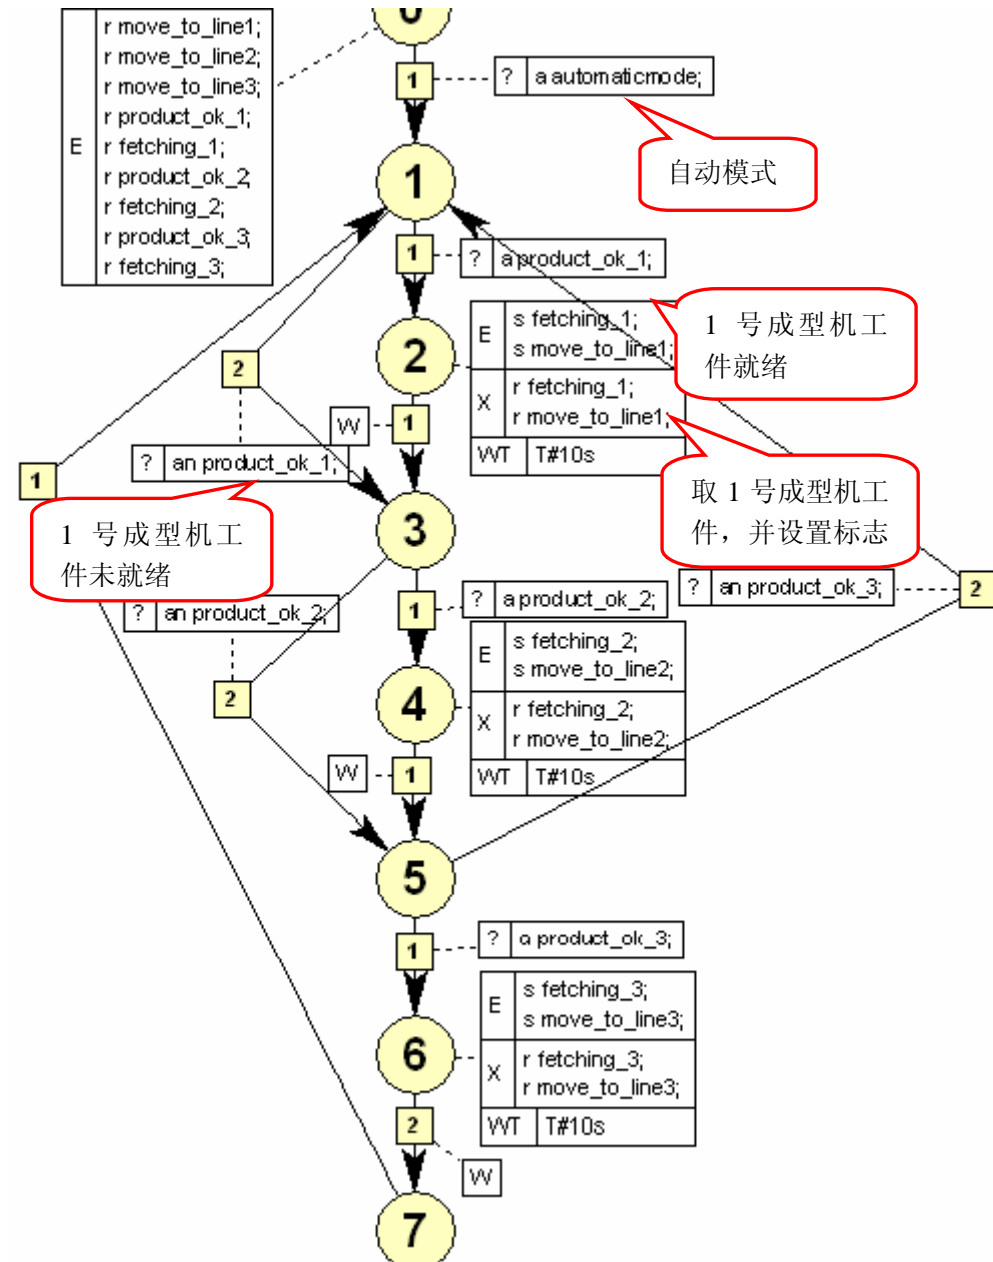 0
E
r move_to_line1;
r move_to_line2;
r move_to_line3;
r product_ok_1;
r fetching_1;
r product_ok_2;
r fetching_2;
r product_ok_3;
r fetching_3;
1
? a automaticmode;
自动模式
1
1
? a product_ok_1;
1 号成型机工
件就绪
2
E
s fetching_1;
s move_to_line1;
X
r fetching_1;
r move_to_line1;
WT T#10s
2
W
1
? an product_ok_1;
1
取 1 号成型机工
件，并设置标志
1 号成型机工
件未就绪
3
? an product_ok_2;
1
? a product_ok_2;
? an product_ok_3;
2
E
s fetching_2;
s move_to_line2;
X
r fetching_2;
r move_to_line2;
WT T#10s
2
4
W
1
5
1
? a product_ok_3;
E
s fetching_3;
s move_to_line3;
X
r fetching_3;
r move_to_line3;
WT T#10s
6
2
W
7